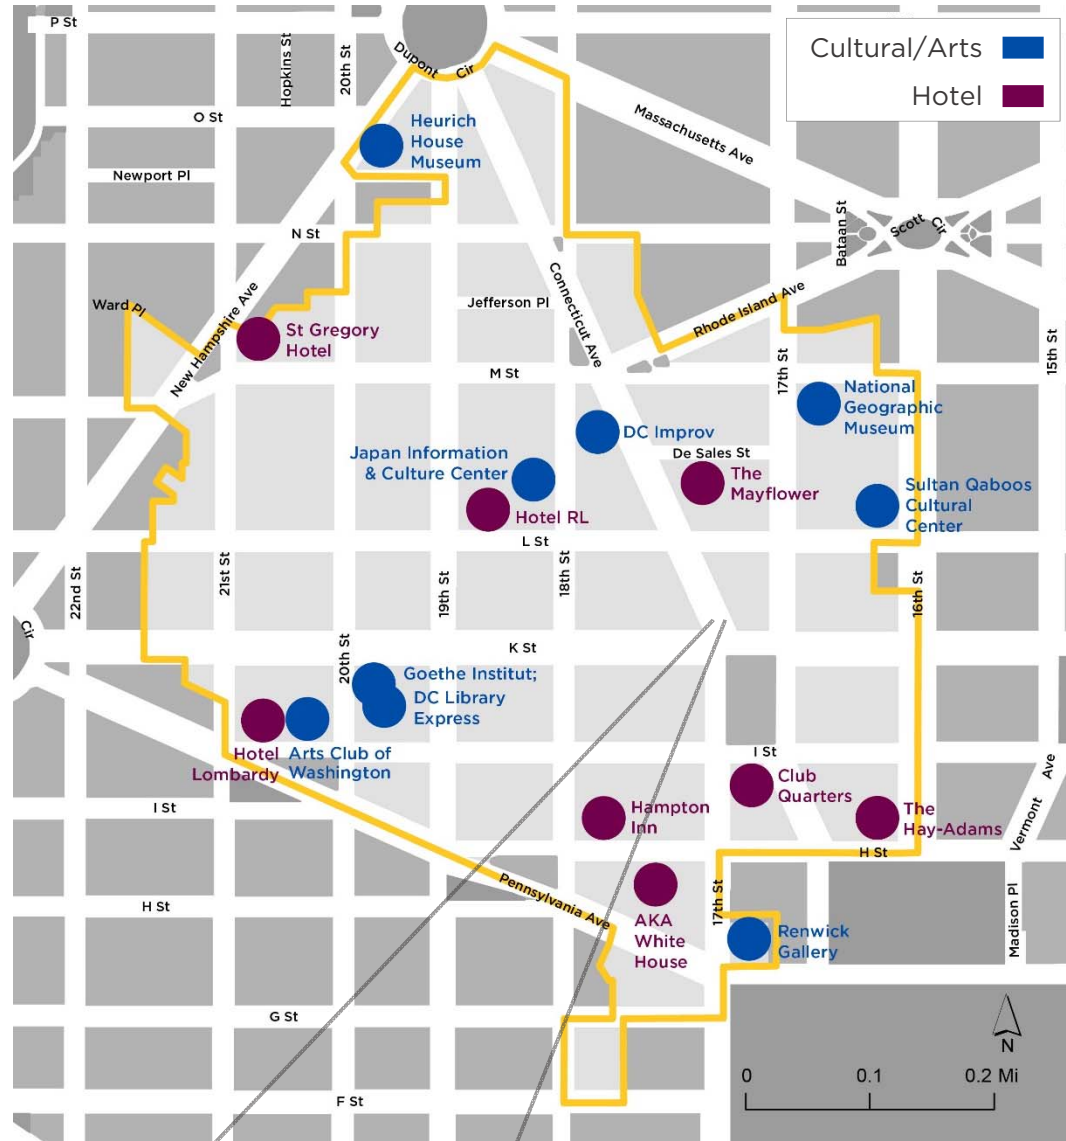 P St
Hopkins St
20th St
Dupont
Cir
Cultural/Arts
Hotel
O St
Heurich
House
Museum
Massachusetts Ave
Newport Pl
N St
Bataan St
Scott
Cir
Ward Pl
New Hampshire Ave
Connecticut Ave
Jefferson Pl
Rhode Island Ave
St Gregory
Hotel
M St
17th St
15th St
National
Geographic
Museum
DC Improv
Japan Information
& Culture Center
De Sales St
The
Mayflower
Sultan Qaboos
Cultural
Center
Hotel RL
L St
22nd St
21st St
19th St
18th St
16th St
Cir
20th St
K St
Goethe Institut;
DC Library
Express
Hotel
Lombardy
Arts Club of
Washington
I St
Club
Quarters
Vermont Ave
I St
Hampton
Inn
The
Hay-Adams
H St
Pennsylvania Ave
17th St
Madison Pl
H St
AKA
White
House
Renwick
Gallery
G St
N
0 0.1 0.2 Mi
F St